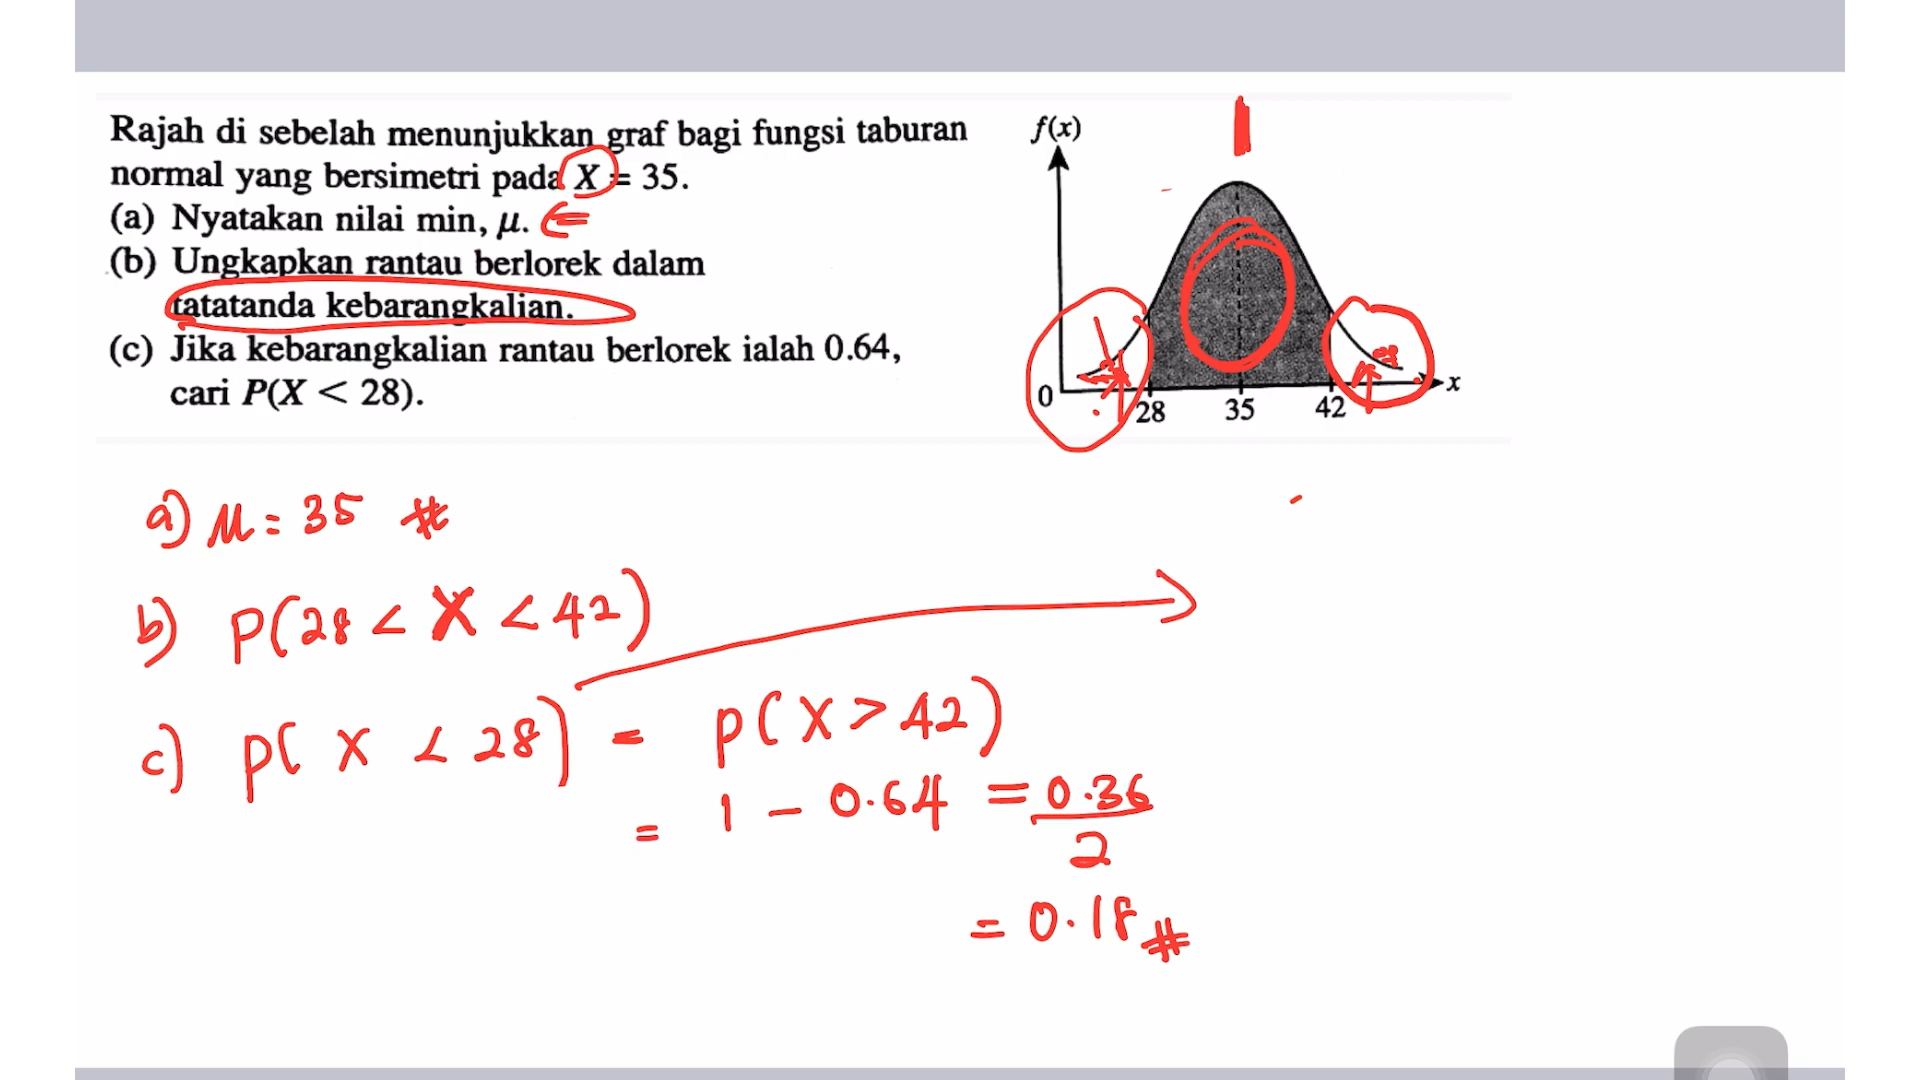 Rajah di sebelah menunjukkan graf bagi fungsi taburan
normal yang bersimetri pada X = 35.
(a) Nyatakan nilai min, μ.
(b) Ungkapkan rantau berlorek dalam
tatatanda kebarangkalian.
(c) Jika kebarangkalian rantau berlorek ialah 0.64,
cari P(X < 28).
f(x)
1
0
28 35 42
x
a) μ = 35 #
b) P(28 < X < 42)
c) P( X < 28) = P(X > 42)
= 1 - 0.64 = 0.36
2
= 0.18 #